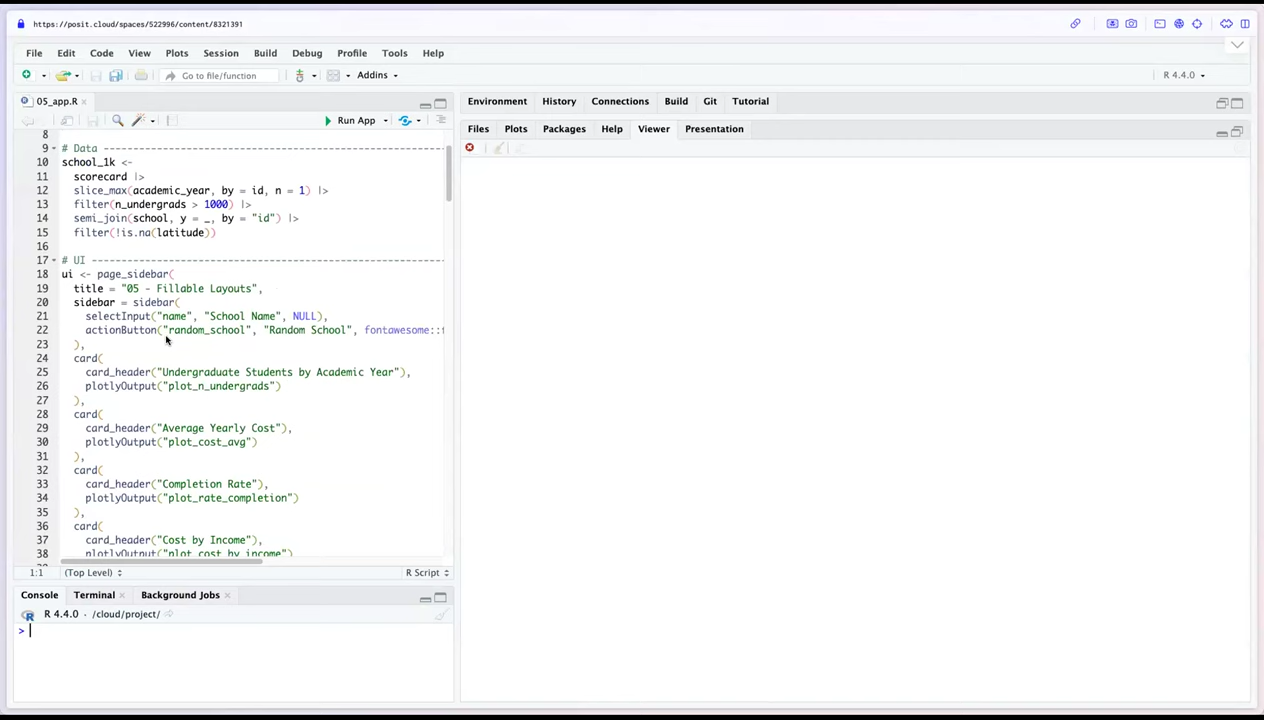 https://posit.cloud/spaces/522996/content/8321391
File Edit Code View Plots Session Build Debug Profile Tools Help
Go to file/function Addins R 4.4.0
05_app.R
Run App
Environment History Connections Build Git Tutorial
Files Plots Packages Help Viewer Presentation
8
9 # Data ------------------------------------------------------
10 school_1k <-
11 scorecard |>
12 slice_max(academic_year, by = id, n = 1) |>
13 filter(n_undergrads > 1000) |>
14 semi_join(school, y = _, by = "id") |>
15 filter(!is.na(latitude))
16
17 # UI --------------------------------------------------------
18 ui <- page_sidebar(
19 title = "05 - Fillable Layouts",
20 sidebar = sidebar(
21 selectInput("name", "School Name", NULL),
22 actionButton("random_school", "Random School", fontawesome::
23 ),
24 card(
25 card_header("Undergraduate Students by Academic Year"),
26 plotlyOutput("plot_n_undergrads")
27 ),
28 card(
29 card_header("Average Yearly Cost"),
30 plotlyOutput("plot_cost_avg")
31 ),
32 card(
33 card_header("Completion Rate"),
34 plotlyOutput("plot_rate_completion")
35 ),
36 card(
37 card_header("Cost by Income"),
38 plotlyOutput("plot_cost_by_income")
1:1 (Top Level) R Script
Console Terminal Background Jobs
R 4.4.0 · /cloud/project/
>